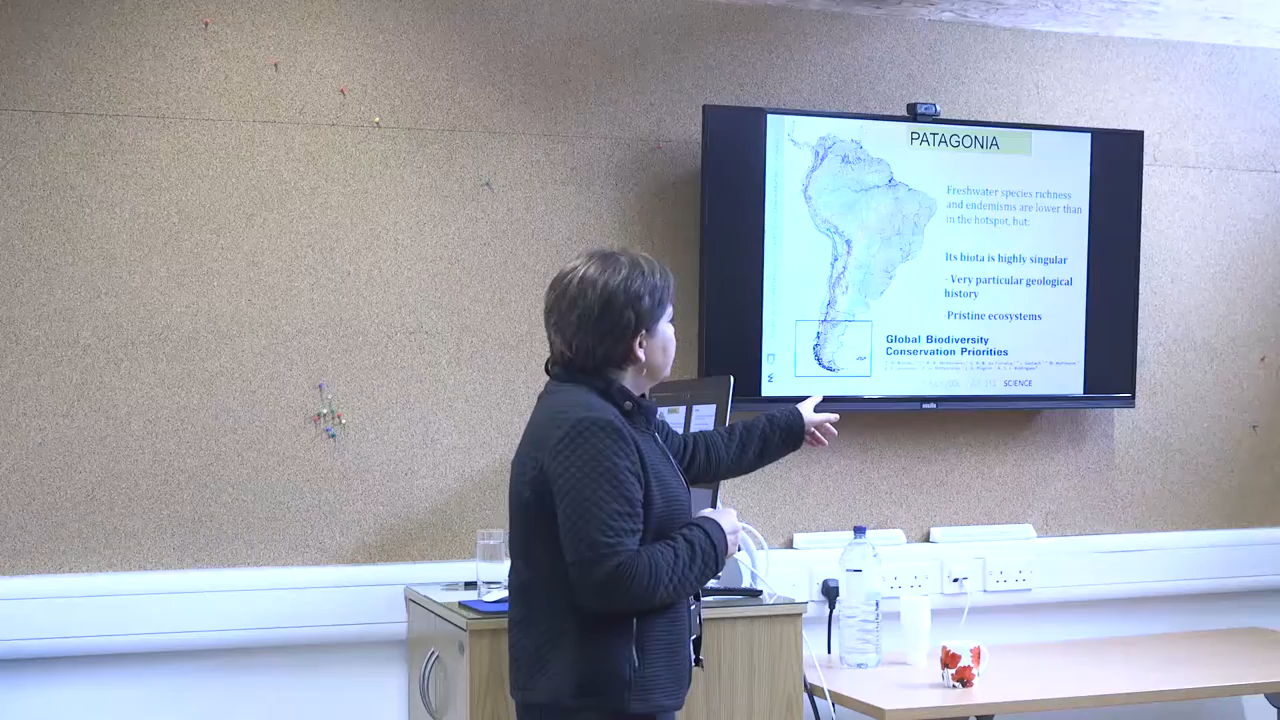 PATAGONIA
Freshwater species richness
and endemisms are lower than
in the hotspot, but:
Its biota is highly singular
- Very particular geological
history
-Pristine ecosystems
Global Biodiversity
Conservation Priorities
SCIENCE